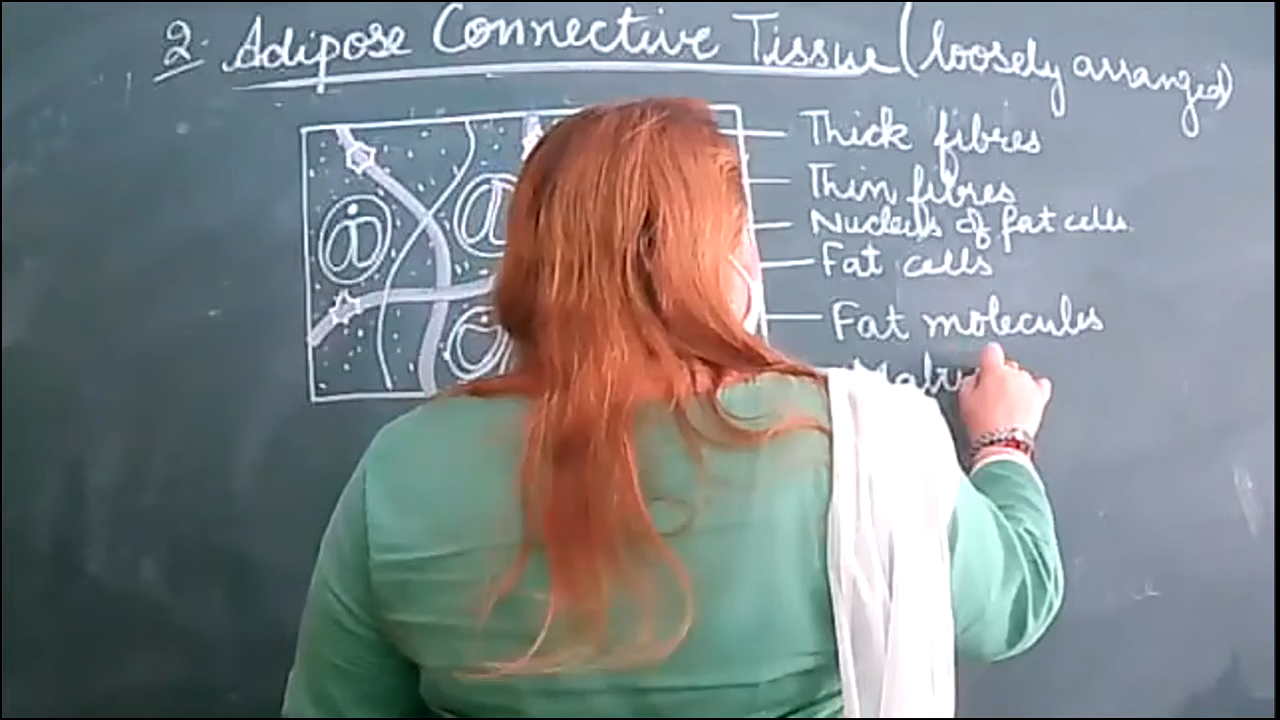 2. Adipose Connective Tissue (loosely arranged)
Thick fibres
Thin fibres
Nucleus of fat cells
Fat cells
Fat molecules